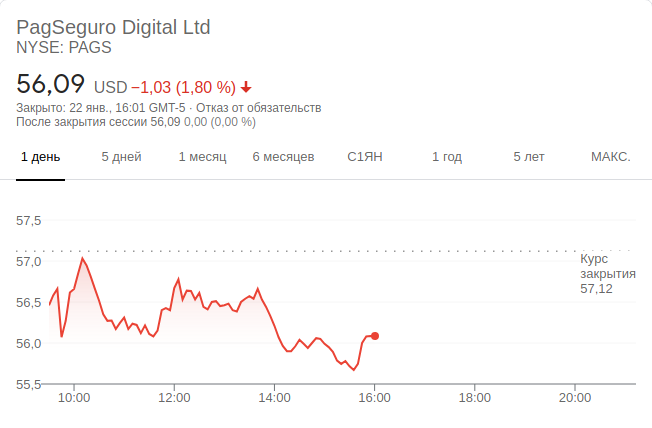 PagSeguro Digital Ltd
NYSE: PAGS
56,09 USD −1,03 (1,80 %)
Закрыто: 22 янв., 16:01 GMT-5 · Отказ от обязательств
После закрытия сессии 56,09 0,00 (0,00 %)
1 день 5 дней 1 месяц 6 месяцев С1ЯН 1 год 5 лет МАКС.
57,5
57,0
Курс
закрытия
57,12
56,5
56,0
55,5
10:00 12:00 14:00 16:00 18:00 20:00